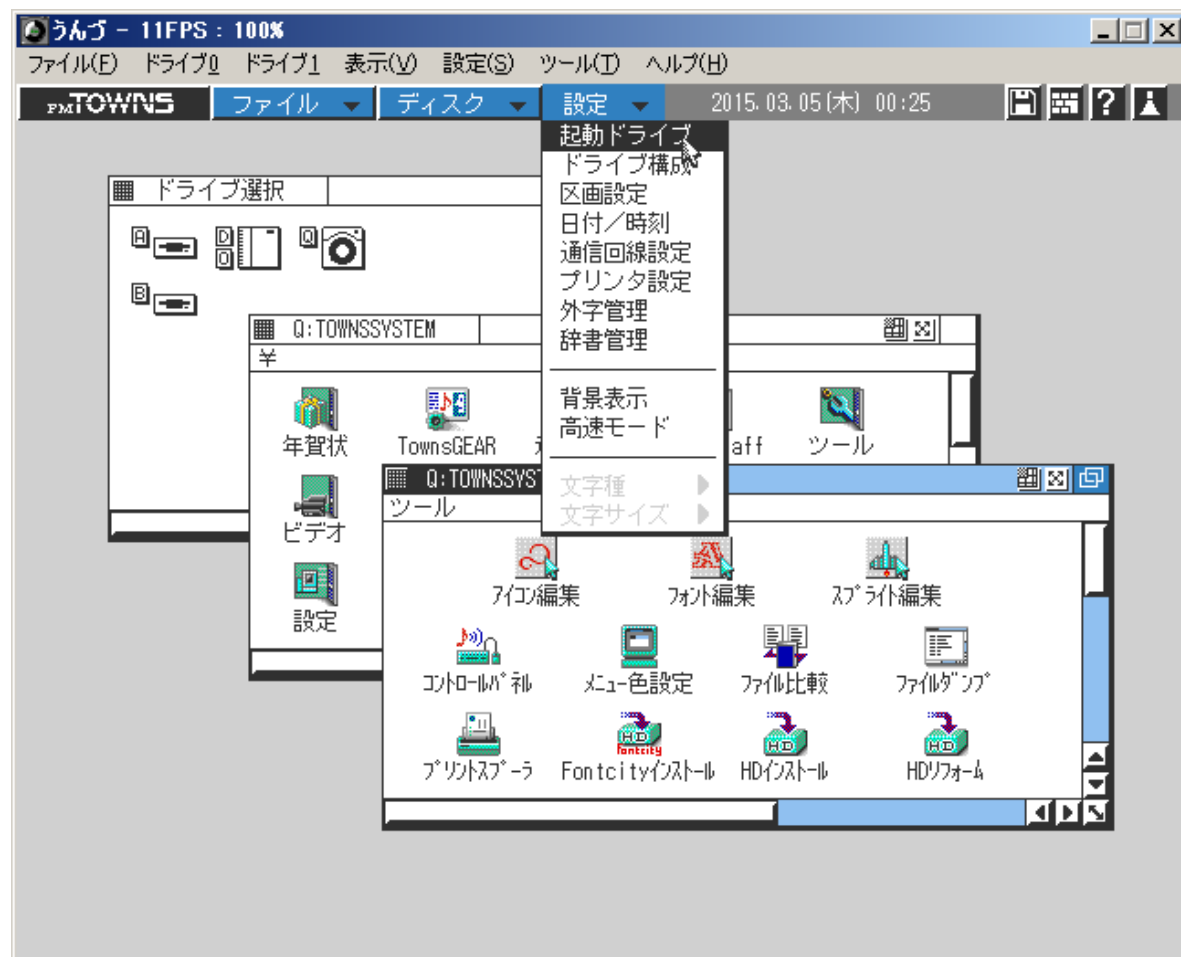 うんづ - 11FPS : 100%
ファイル(F) ドライブ0 ドライブ1 表示(V) 設定(S) ツール(T) ヘルプ(H)
FMTOWNS ファイル ディスク 設定 2015.03.05(木) 00:25
起動ドライブ
ドライブ構成
区画設定
日付/時刻
通信回線設定
プリンタ設定
外字管理
辞書管理
背景表示
高速モード
文字種
文字サイズ
ドライブ選択
A D O Q
B
Q:TOWNSSYSTEM
¥
年賀状 TownsGEAR aff ツール
ビデオ
設定
Q:TOWNSSYST
ツール
アイコン編集 フォント編集 スプライト編集
コントロールパネル メニュー色設定 ファイル比較 ファイルダンプ
プリントスプーラ Fontcityインストール HDインストール HDリフォーム